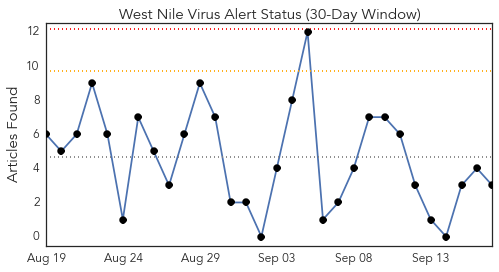 West Nile Virus Alert Status (30-Day Window)
Articles Found
12
10
8
6
4
2
0
Aug 19 Aug 24 Aug 29 Sep 03 Sep 08 Sep 13